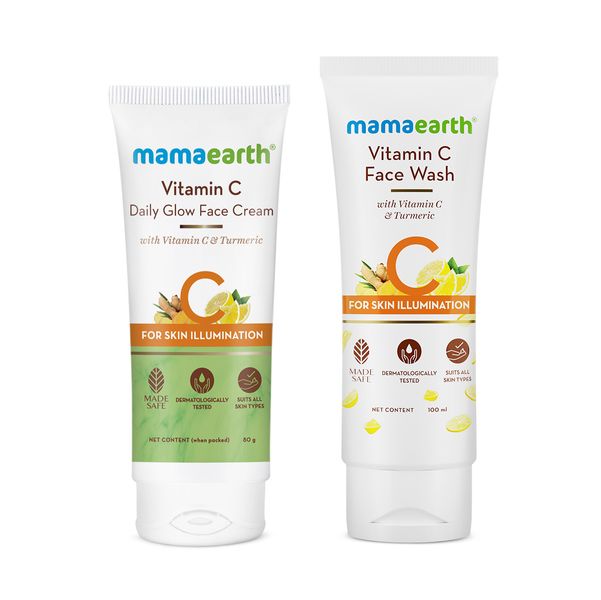 mamaearth®
Vitamin C
Daily Glow Face Cream
with Vitamin C & Turmeric
C
FOR SKIN ILLUMINATION
MADE
SAFE
DERMATOLOGICALLY
TESTED
SUITS ALL
SKIN TYPES
NET CONTENT (when packed) 80 g
mamaearth®
Vitamin C
Face Wash
with Vitamin C
& Turmeric
C
FOR SKIN ILLUMINATION
MADE
SAFE
DERMATOLOGICALLY
TESTED
SUITS ALL
SKIN TYPES
NET CONTENT 100 ml